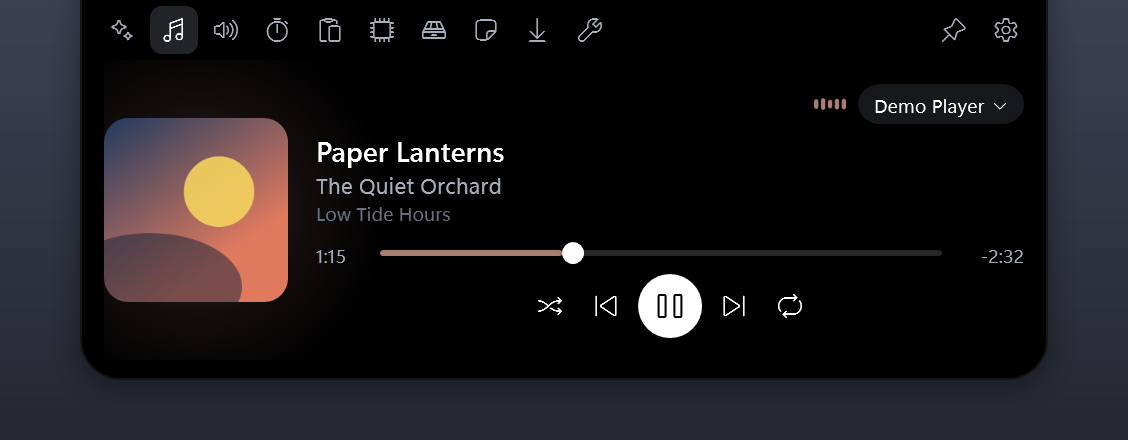 Demo Player
Paper Lanterns
The Quiet Orchard
Low Tide Hours
1:15
-2:32